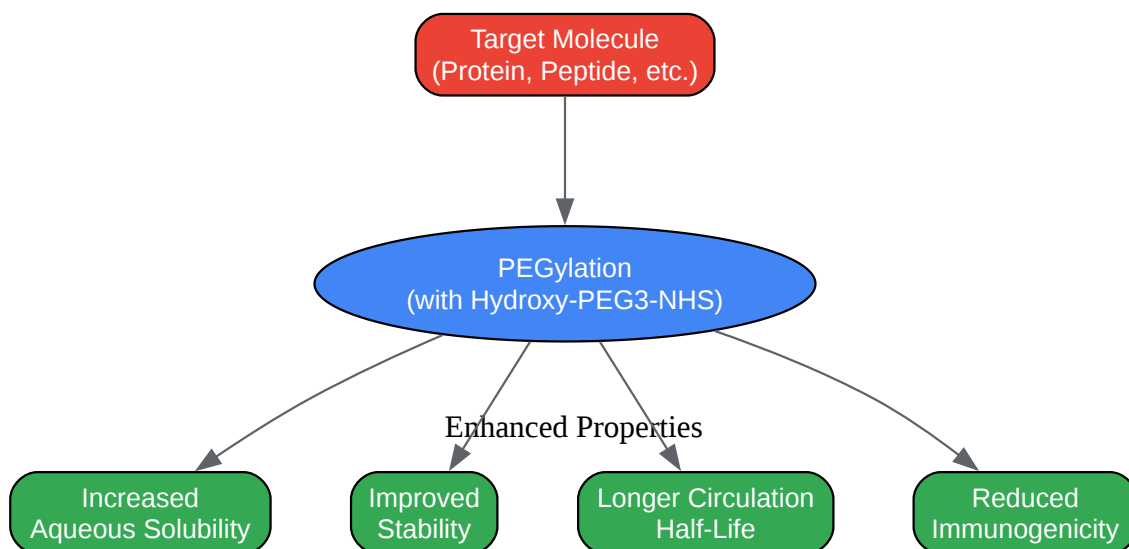 Target Molecule
(Protein, Peptide, etc.)
PEGylation
(with Hydroxy-PEG3-NHS)
Enhanced Properties
Increased
Aqueous Solubility
Improved
Stability
Longer Circulation
Half-Life
Reduced
Immunogenicity